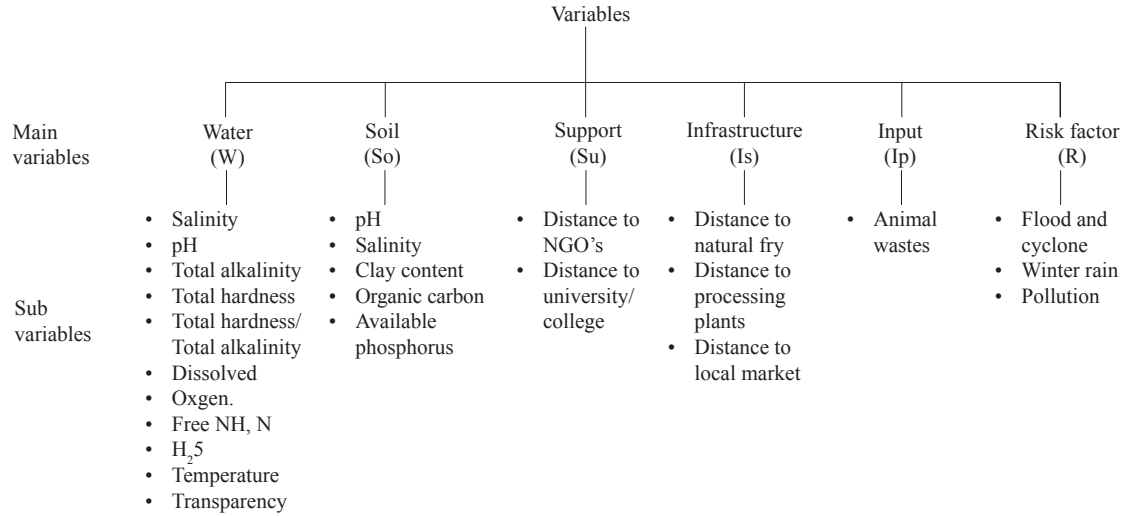 Variables
Main
variables
Water
(W)
Soil
(So)
Support
(Su)
Infrastructure
(Is)
Input
(Ip)
Risk factor
(R)
Sub
variables
• Salinity
• pH
• Total alkalinity
• Total hardness
• Total hardness/
Total alkalinity
• Dissolved
• Oxgen.
• Free NH, N
• H₂5
• Temperature
• Transparency
• pH
• Salinity
• Clay content
• Organic carbon
• Available
phosphorus
• Distance to
NGO’s
• Distance to
university/
college
• Distance to
natural fry
• Distance to
processing
plants
• Distance to
local market
• Animal
wastes
• Flood and
cyclone
• Winter rain
• Pollution